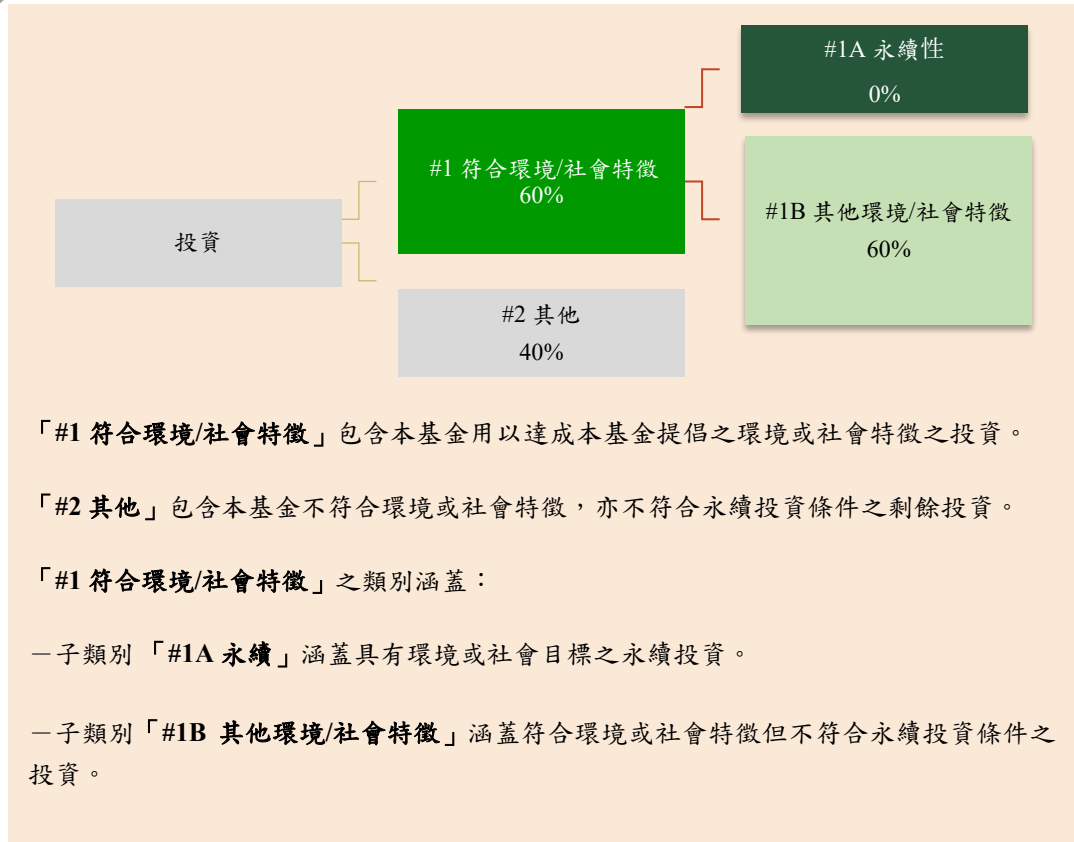 #1A 永續性
0%
#1 符合環境/社會特徵
60%
#1B 其他環境/社會特徵
60%
投資
#2 其他
40%
「#1 符合環境/社會特徵」包含本基金用以達成本基金提倡之環境或社會特徵之投資。
「#2 其他」包含本基金不符合環境或社會特徵，亦不符合永續投資條件之剩餘投資。
「#1 符合環境/社會特徵」之類別涵蓋：
－子類別「#1A 永續」涵蓋具有環境或社會目標之永續投資。
－子類別「#1B 其他環境/社會特徵」涵蓋符合環境或社會特徵但不符合永續投資條件之
投資。